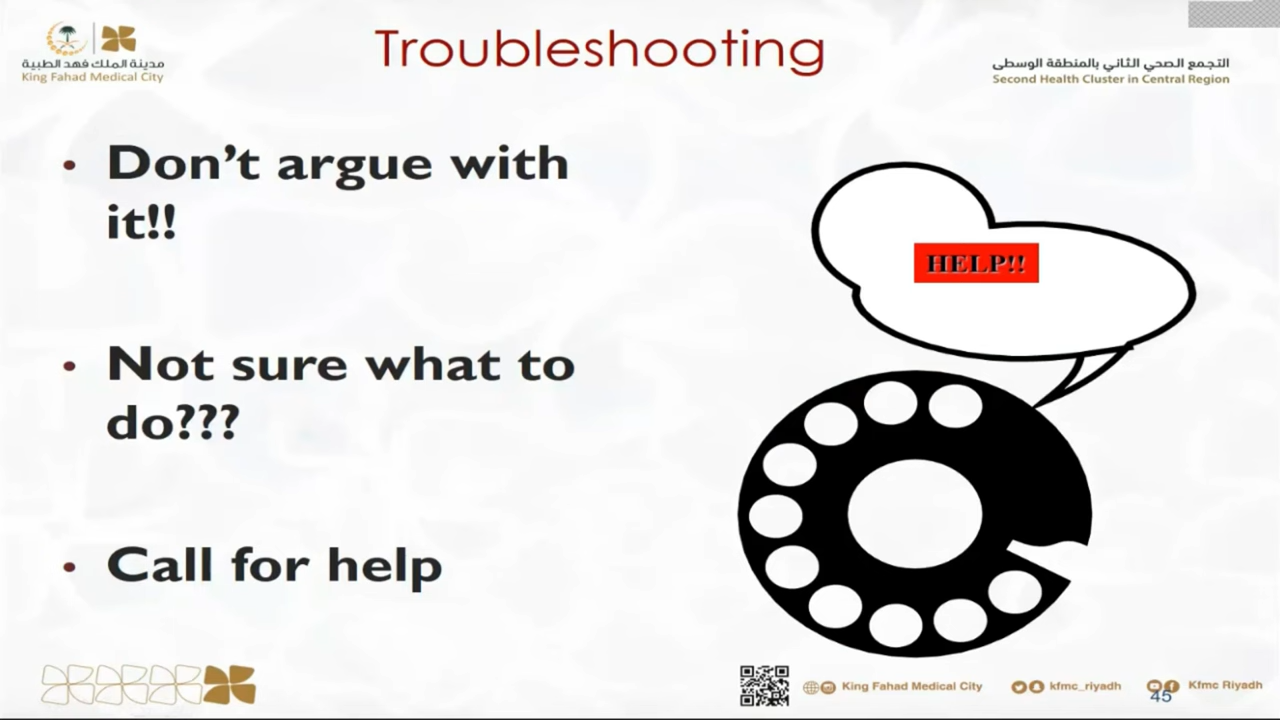 Troubleshooting
مدينة الملك فهد الطبية
King Fahad Medical City
التجمع الصحي الثاني بالمنطقة الوسطى
Second Health Cluster in Central Region
• Don't argue with
it!!
• Not sure what to
do???
• Call for help
HELP!!
King Fahad Medical City
kfmc_riyadh
Kfmc Riyadh
45